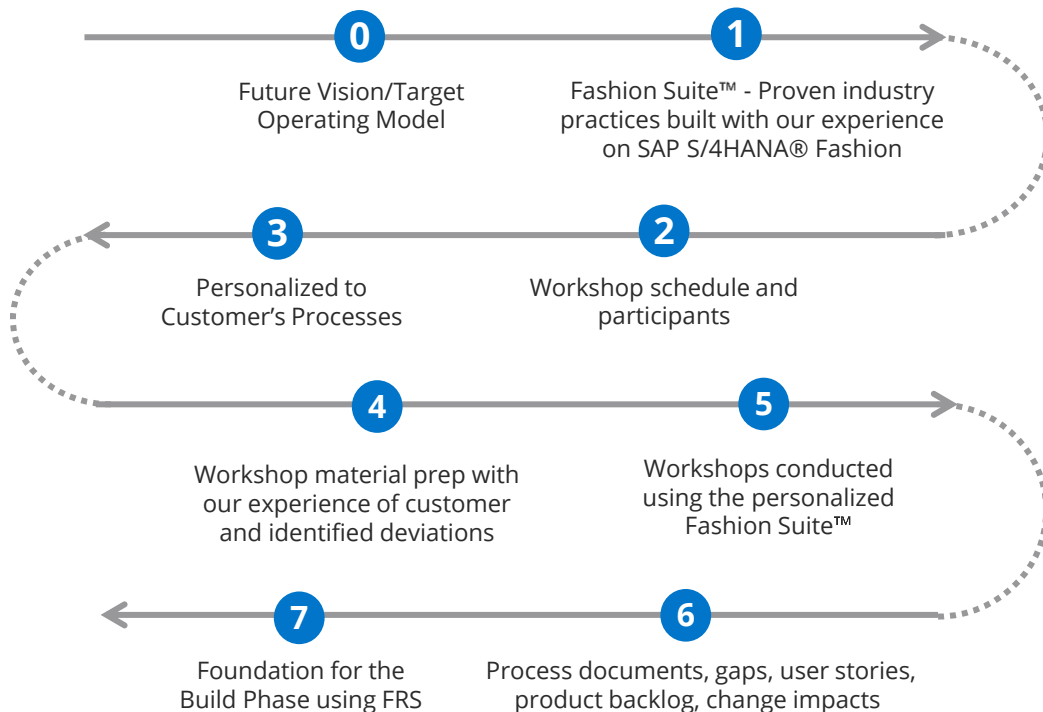 0
Future Vision/Target
Operating Model
1
Fashion Suite™ - Proven industry
practices built with our experience
on SAP S/4HANA® Fashion
2
Workshop schedule and
participants
3
Personalized to
Customer’s Processes
4
Workshop material prep with
our experience of customer
and identified deviations
5
Workshops conducted
using the personalized
Fashion Suite™
6
Process documents, gaps, user stories,
product backlog, change impacts
7
Foundation for the
Build Phase using FRS